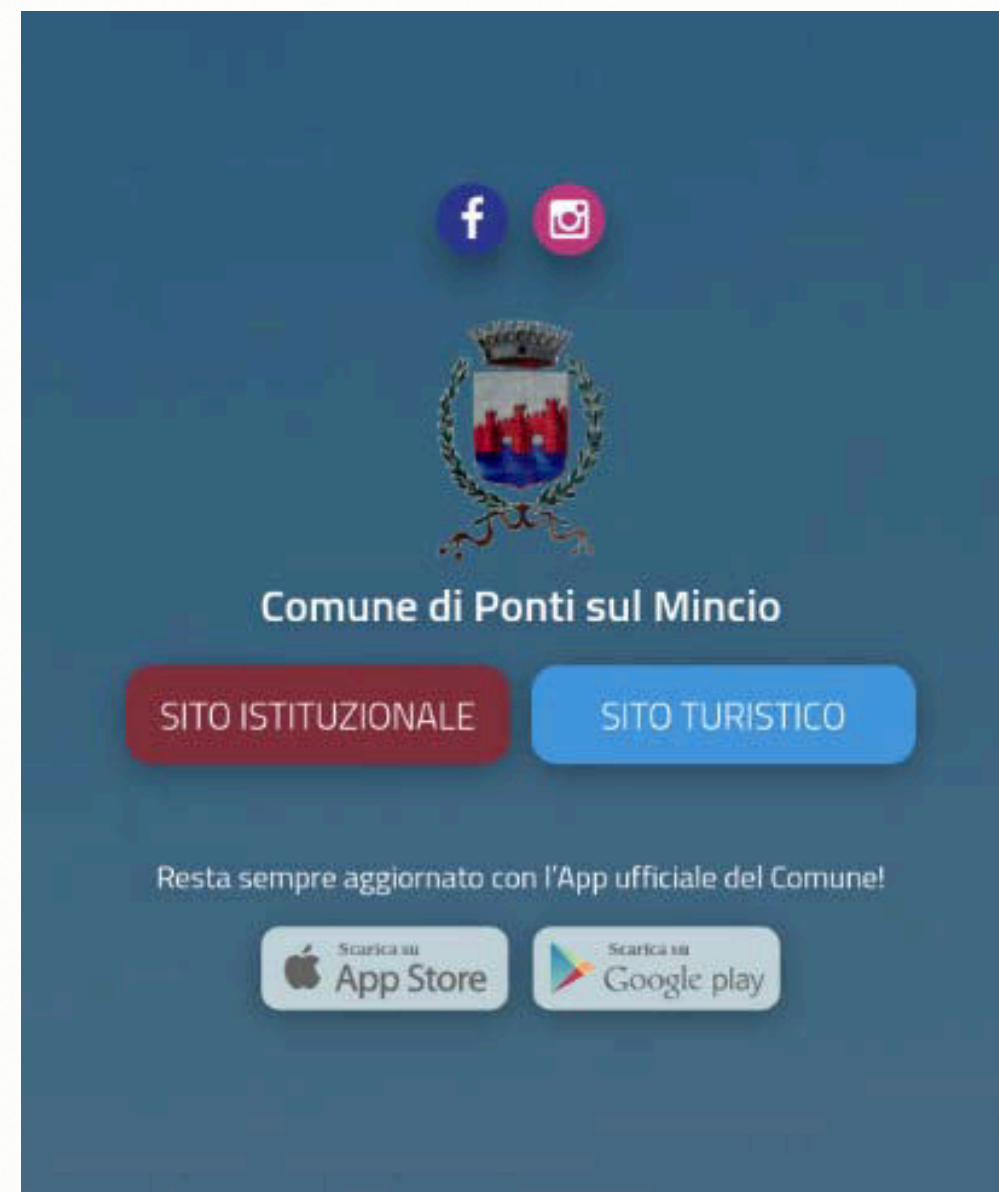 Comune di Ponti sul Mincio
SITO ISTITUZIONALE
SITO TURISTICO
Resta sempre aggiornato con l'App ufficiale del Comune!
Scarica su
App Store
Scarica su
Google play